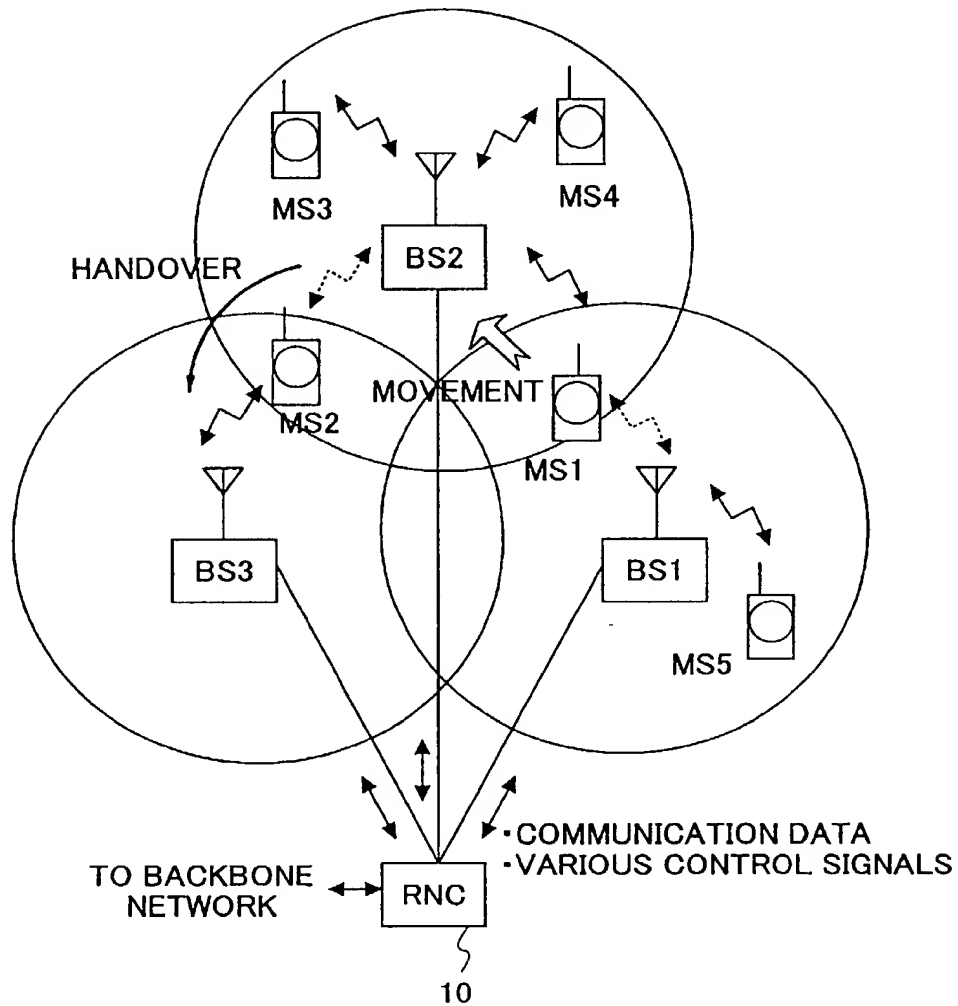 MS3
MS4
BS2
HANDOVER
MOVEMENT
MS2
MS1
BS3
BS1
MS5
・COMMUNICATION DATA
・VARIOUS CONTROL SIGNALS
TO BACKBONE
NETWORK
RNC
10